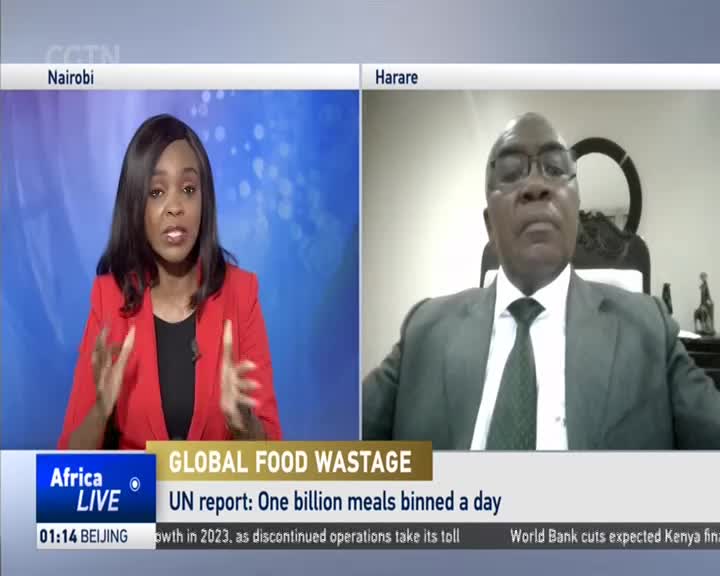 CGTN
Nairobi
Harare
GLOBAL FOOD WASTAGE
Africa
LIVE
UN report: One billion meals binned a day
01:14 BEIJING
owth in 2023, as discontinued operations take its toll
World Bank cuts expected Kenya fina